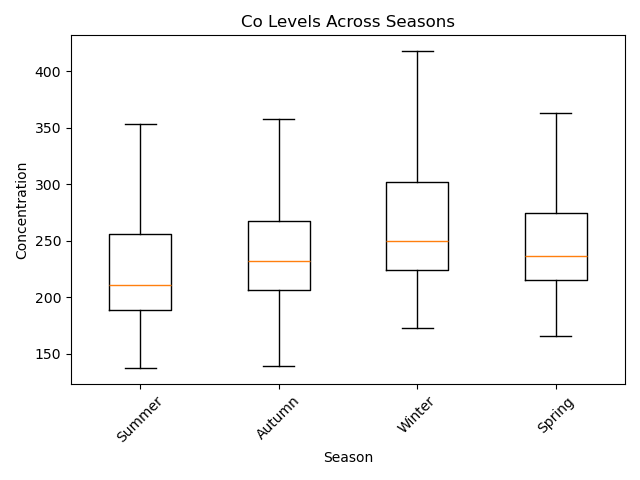 Co Levels Across Seasons
Concentration
400
350
300
250
200
150
Summer
Autumn
Winter
Spring
Season